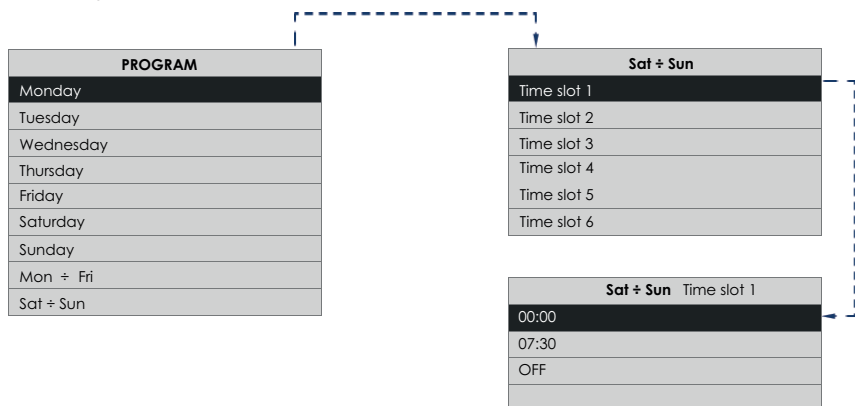 PROGRAM
Monday
Tuesday
Wednesday
Thursday
Friday
Saturday
Sunday
Mon ÷ Fri
Sat ÷ Sun
Sat ÷ Sun
Time slot 1
Time slot 2
Time slot 3
Time slot 4
Time slot 5
Time slot 6
Sat ÷ Sun Time slot 1
00:00
07:30
OFF